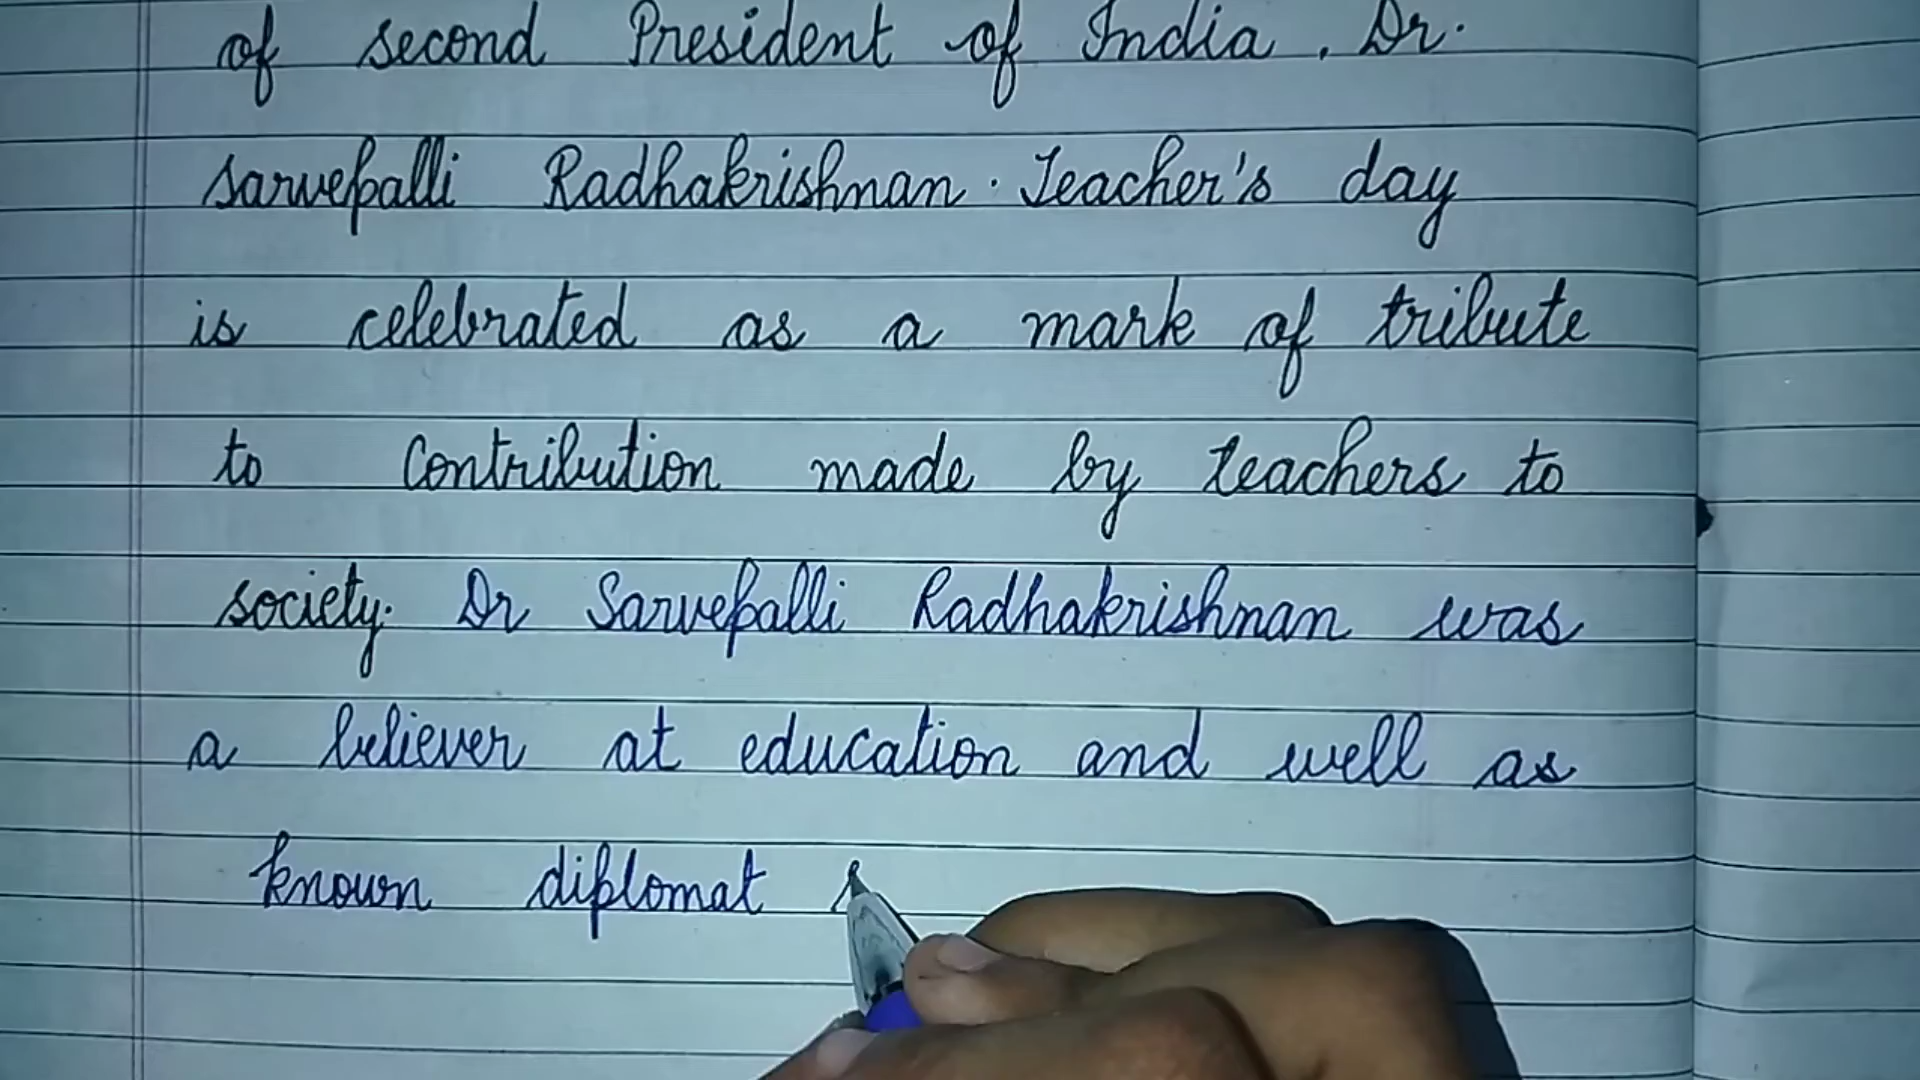 of second President of India, Dr.
Sarvepalli Radhakrishnan. Teacher's day
is celebrated as a mark of tribute
to Contribution made by teachers to
society. Dr Sarvepalli Radhakrishnan was
a believer at education and well as
known diplomat